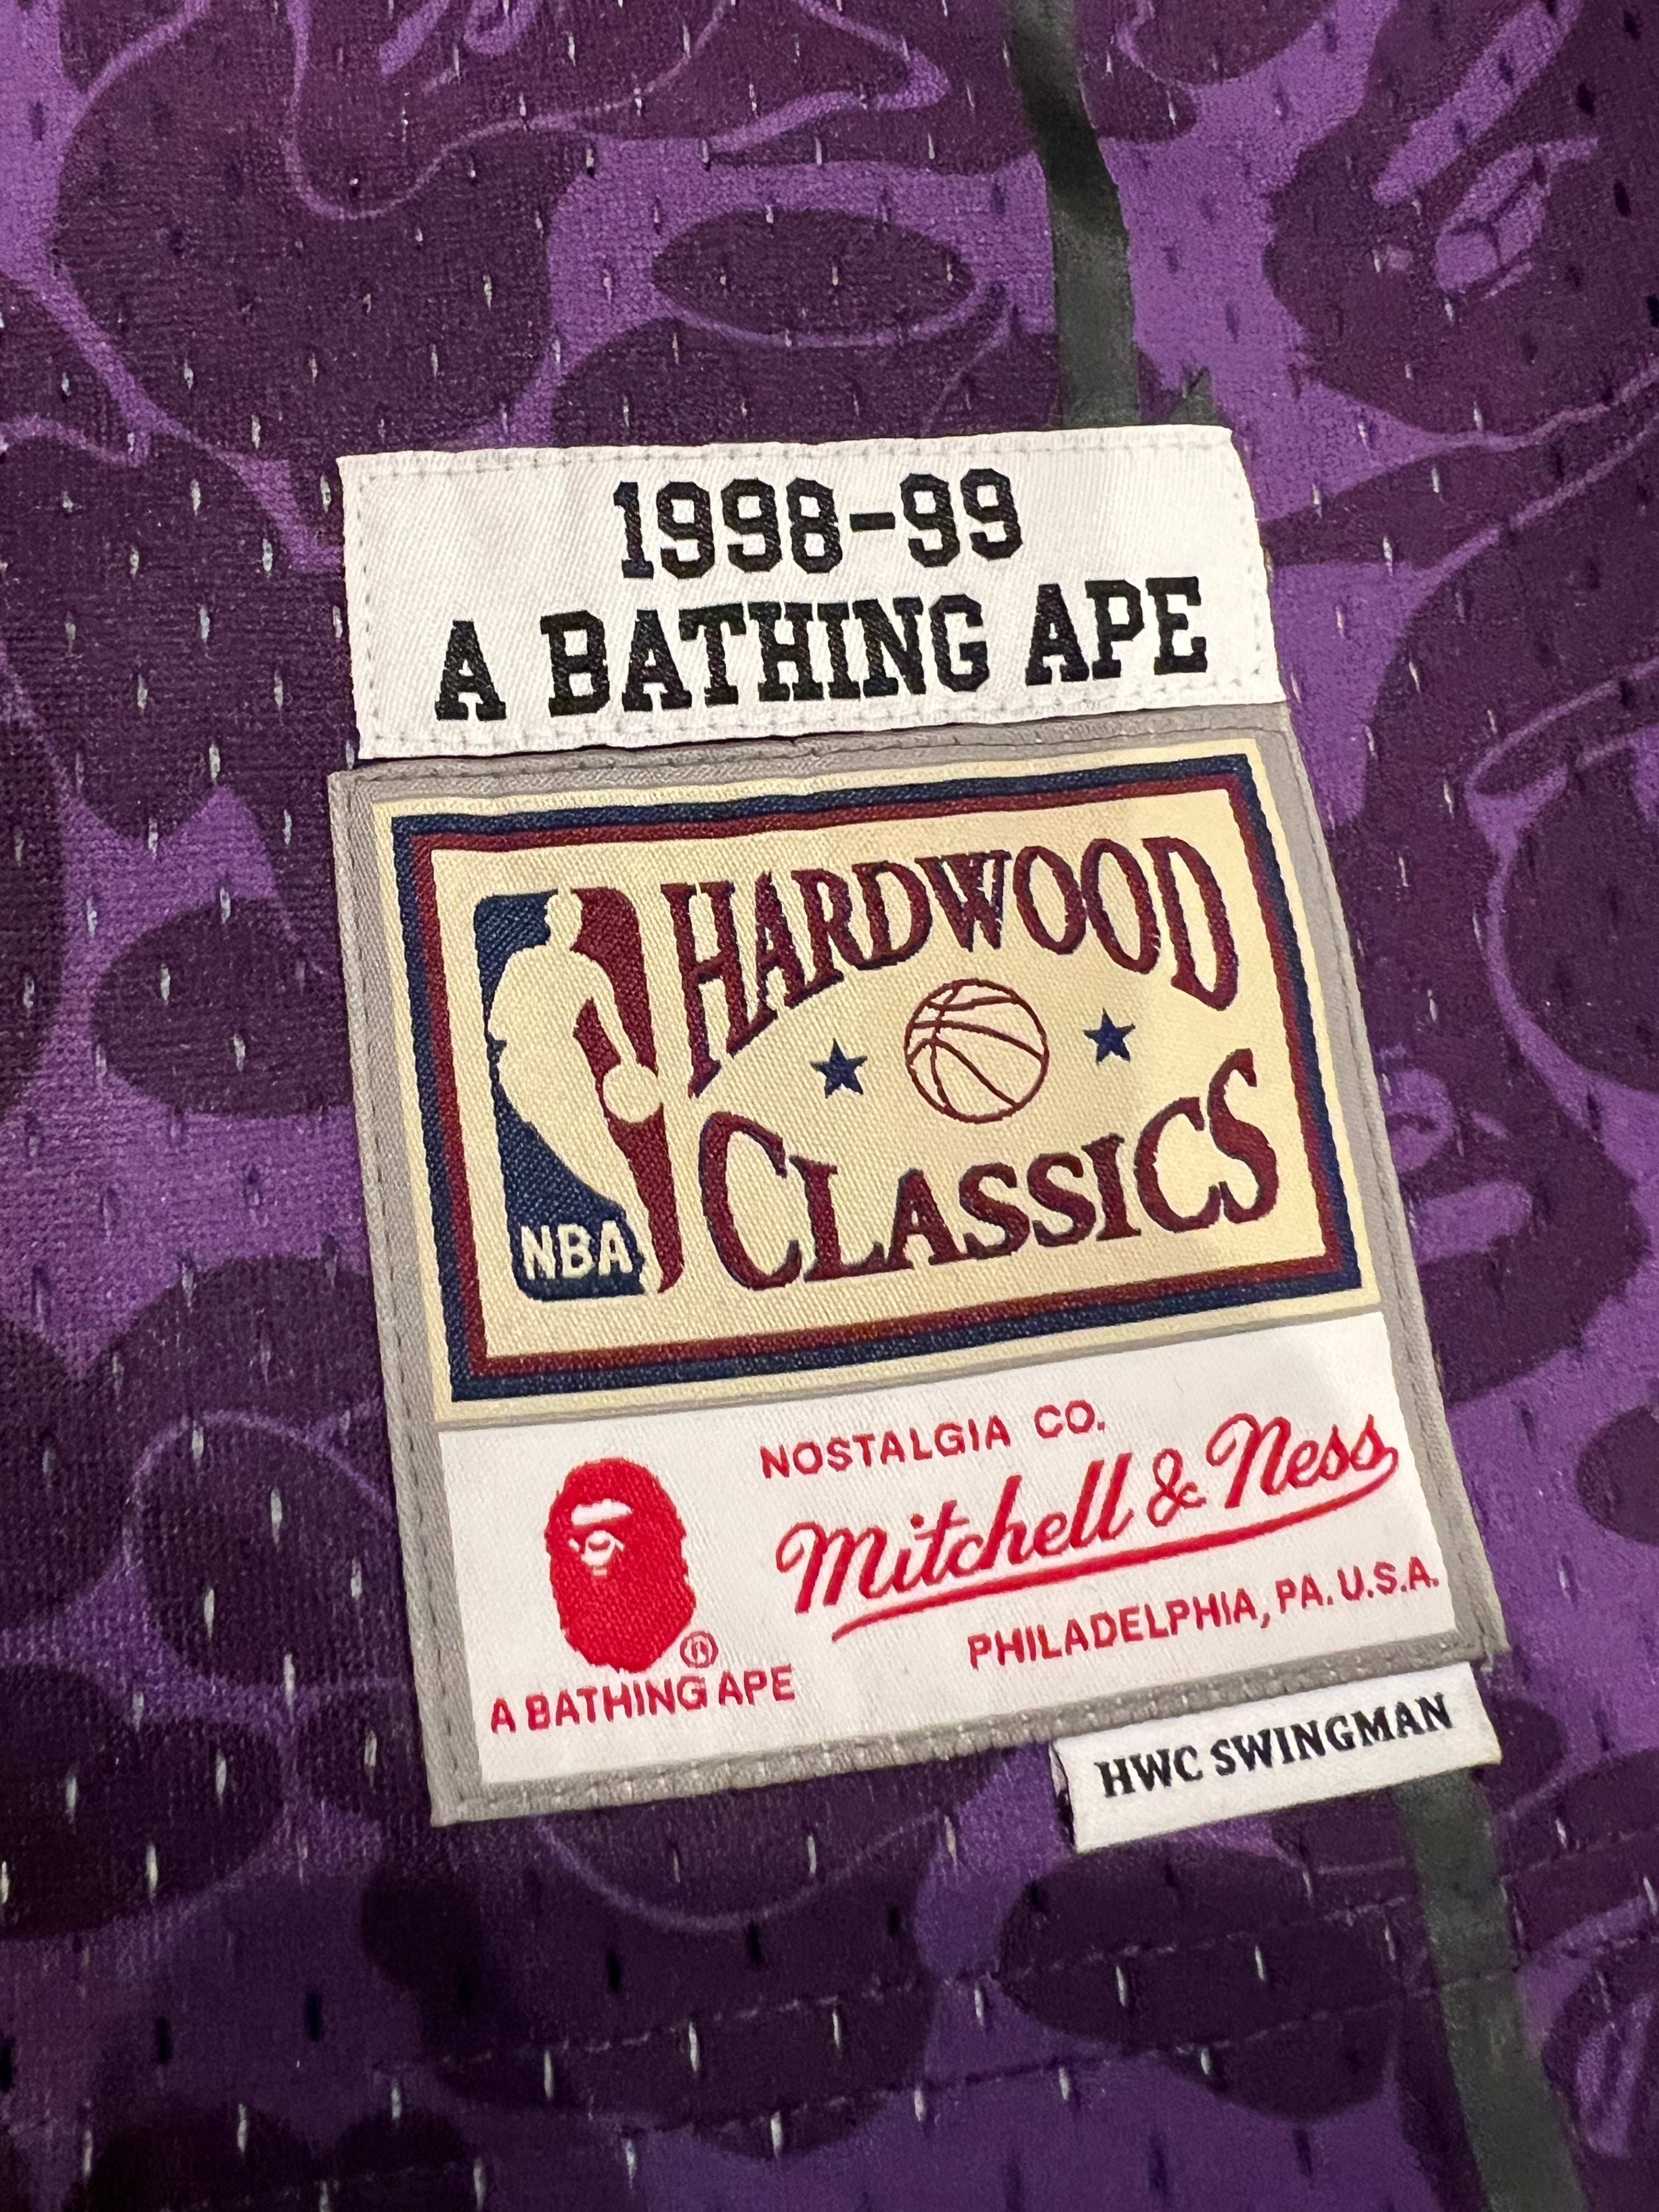 1998-99
A BATHING APE
HARDWOOD
CLASSICS
NBA
NOSTALGIA CO.
Mitchell & Ness
PHILADELPHIA, PA. U.S.A.
®
A BATHING APE
HWC SWINGMAN